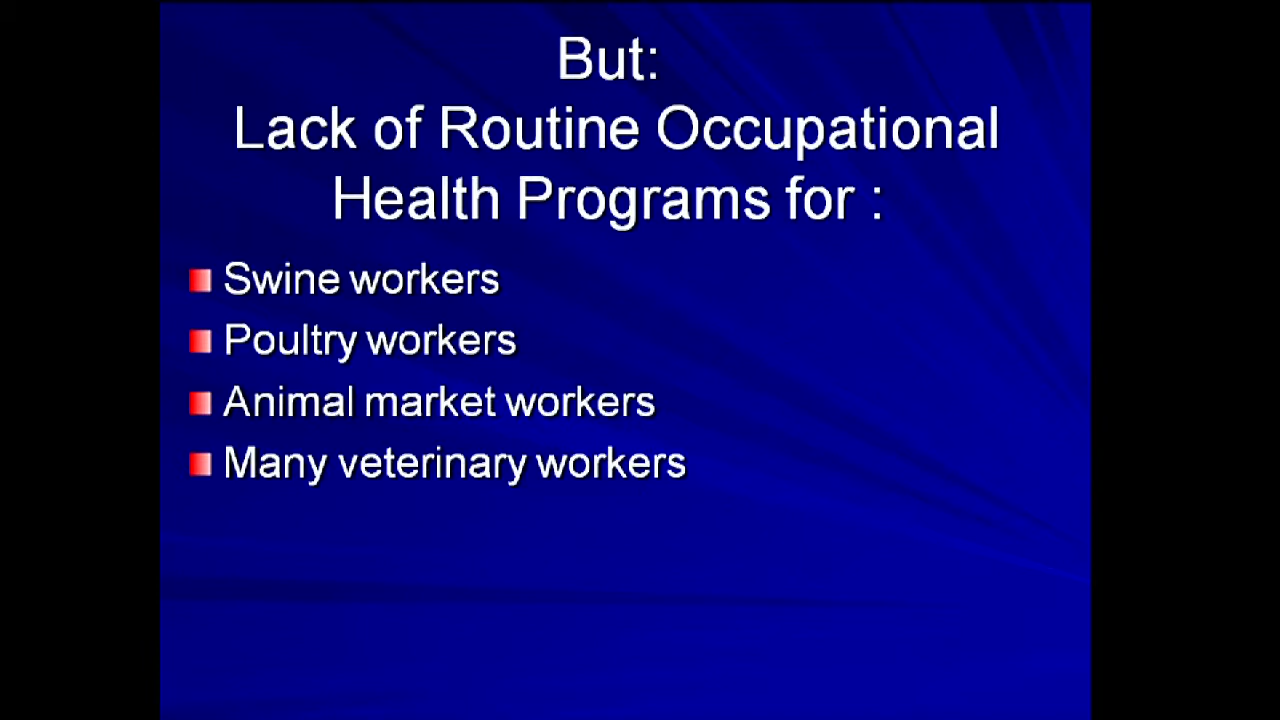 But:
Lack of Routine Occupational
Health Programs for :
Swine workers
Poultry workers
Animal market workers
Many veterinary workers